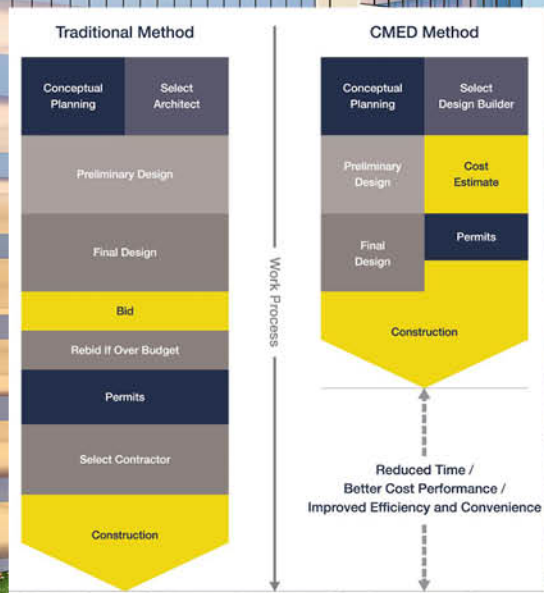 Traditional Method
Conceptual
Planning
Select
Architect
Preliminary Design
Final Design
Bid
Rebid If Over Budget
Permits
Select Contractor
Construction
Work Process
CMED Method
Conceptual
Planning
Select
Design Builder
Preliminary
Design
Cost
Estimate
Final
Design
Permits
Construction
Reduced Time /
Better Cost Performance /
Improved Efficiency and Convenience